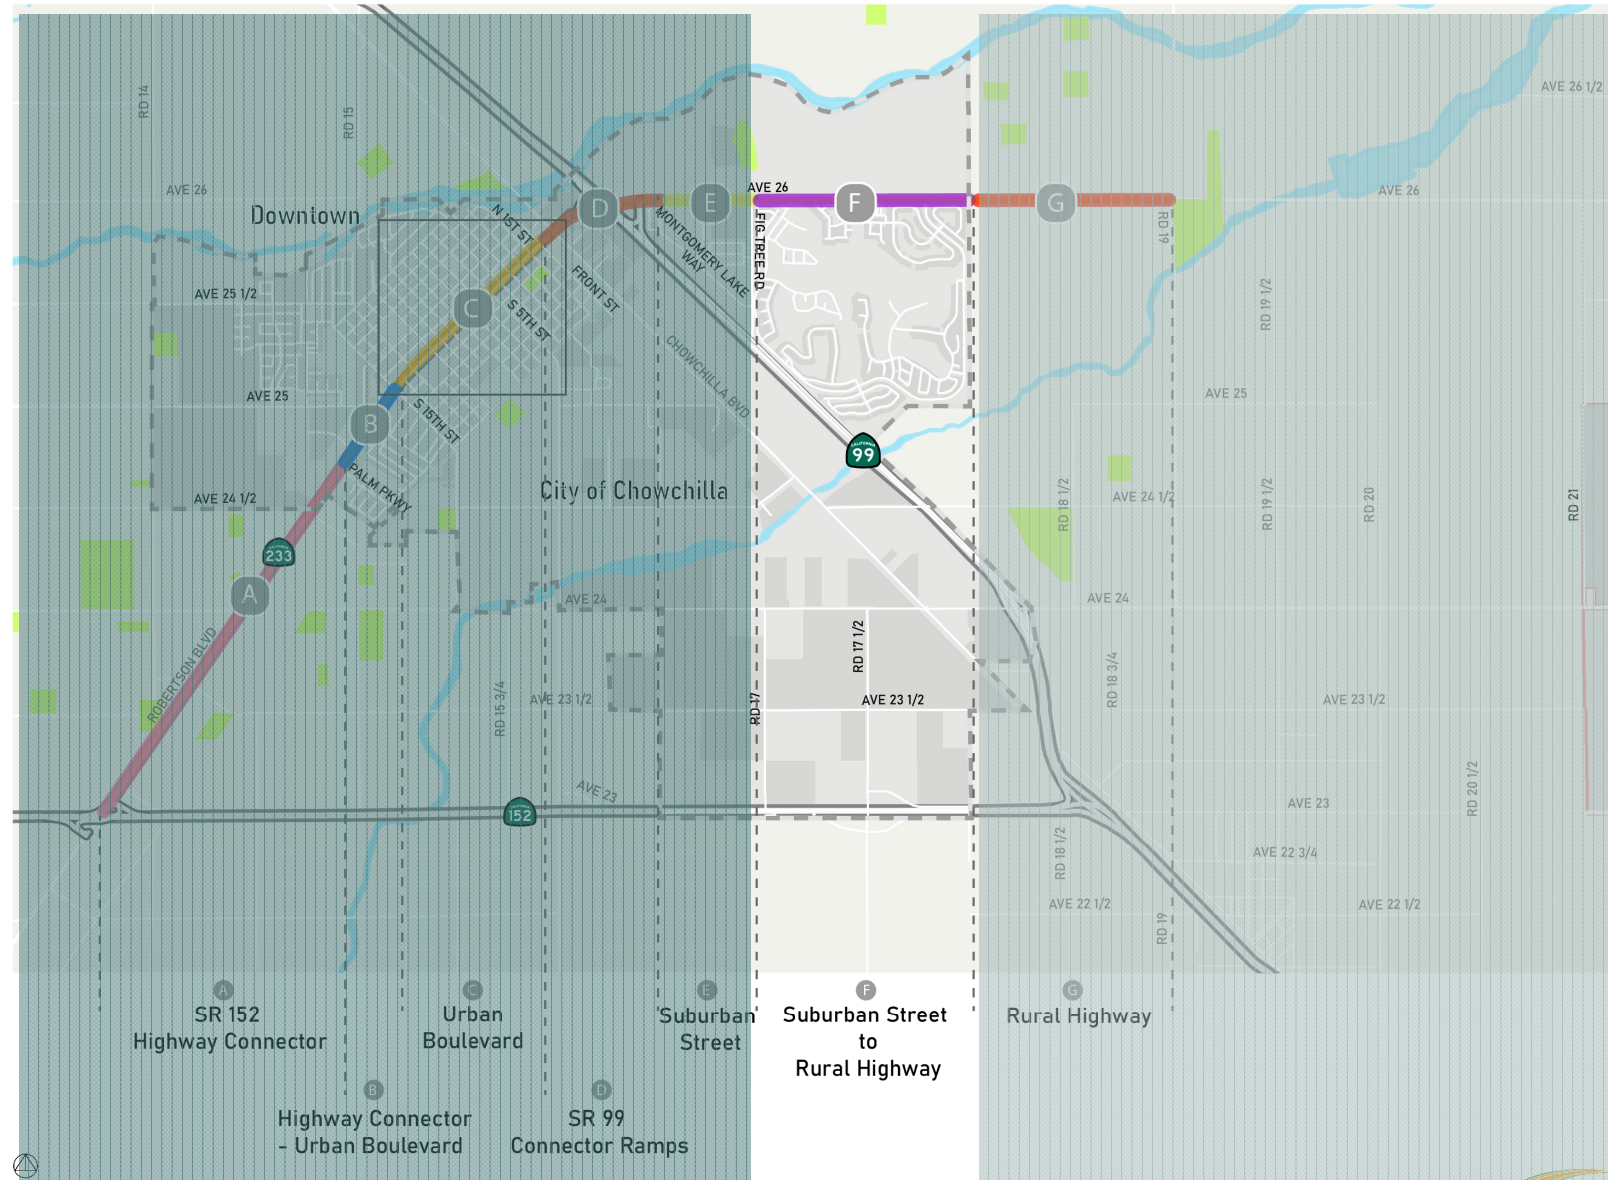 AVE 26 1/2
RD 14
RD 15
AVE 26
AVE 26
AVE 26
Downtown
N 1ST ST
D
E
F
G
MONTGOMERY LAKE
WAY
FIG TREE RD
RD 19
FRONT ST
AVE 25 1/2
C
S 5TH ST
RD 19 1/2
CHOWCHILLA BVD
AVE 25
AVE 25
B
S 15TH ST
CALIFORNIA
99
PALM PKWY
City of Chowchilla
AVE 24 1/2
RD 18 1/2
AVE 24 1/2
RD 19 1/2
RD 20
RD 21
CALIFORNIA
233
A
AVE 24
AVE 24
ROBERTSON BLVD
RD 17 1/2
RD 18 3/4
RD 15 3/4
AVE 23 1/2
RD 17
AVE 23 1/2
AVE 23 1/2
AVE 23
CALIFORNIA
152
AVE 23
RD 20 1/2
RD 18 1/2
AVE 22 3/4
AVE 22 1/2
AVE 22 1/2
RD 19
A
SR 152
Highway Connector
C
Urban
Boulevard
E
Suburban
Street
F
Suburban Street
to
Rural Highway
G
Rural Highway
B
Highway Connector
- Urban Boulevard
D
SR 99
Connector Ramps